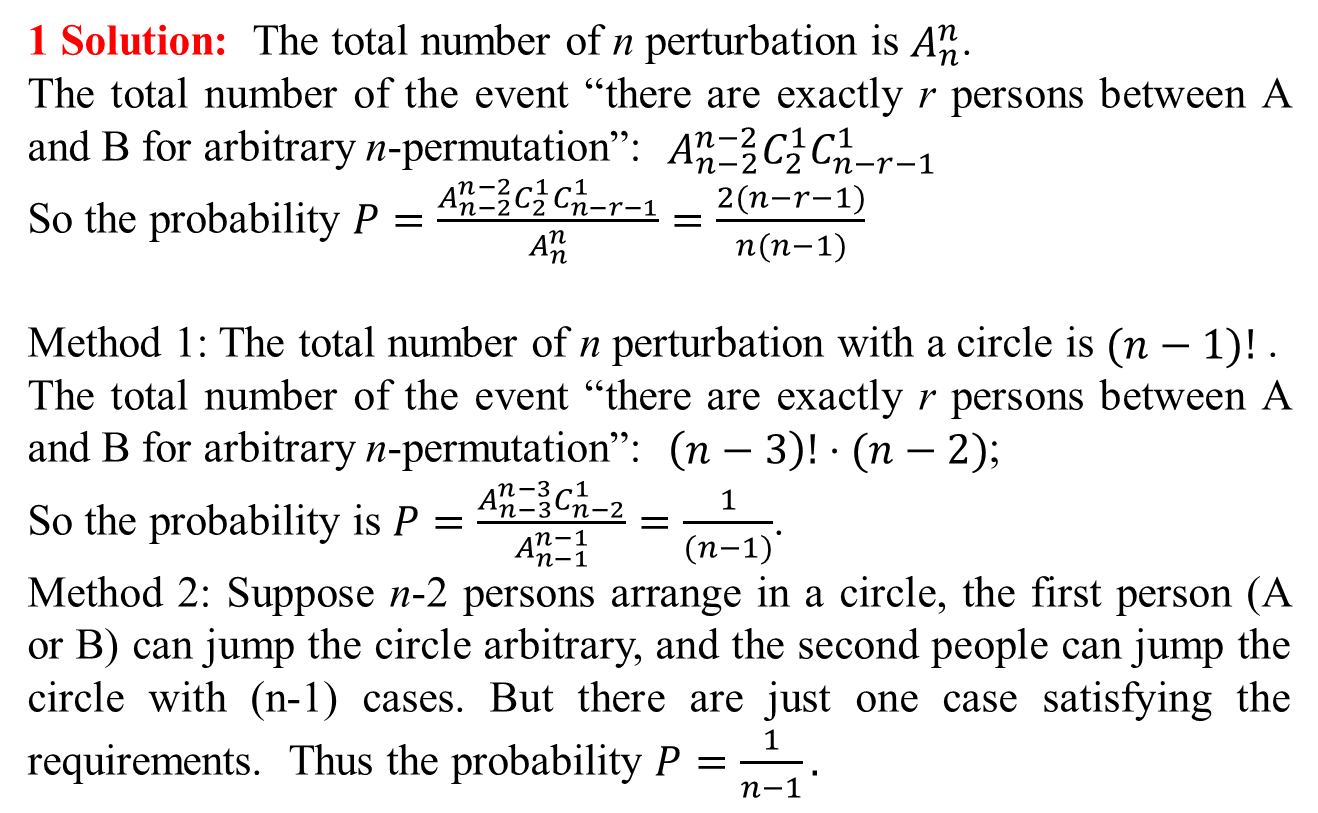 1 Solution: The total number of n perturbation is $A_n^n$.
The total number of the event “there are exactly r persons between A
and B for arbitrary n-permutation”: $A_{n-2}^{n-2}C_2^1C_{n-r-1}^1$
So the probability $P = \frac{A_{n-2}^{n-2}C_2^1C_{n-r-1}^1}{A_n^n} = \frac{2(n-r-1)}{n(n-1)}$
Method 1: The total number of n perturbation with a circle is $(n-1)!$.
The total number of the event “there are exactly r persons between A
and B for arbitrary n-permutation”: $(n-3)! \cdot (n-2)$;
So the probability is $P = \frac{A_{n-3}^{n-3}C_{n-2}^1}{A_{n-1}^{n-1}} = \frac{1}{(n-1)}$.
Method 2: Suppose n-2 persons arrange in a circle, the first person (A
or B) can jump the circle arbitrary, and the second people can jump the
circle with (n-1) cases. But there are just one case satisfying the
requirements. Thus the probability $P = \frac{1}{n-1}$.